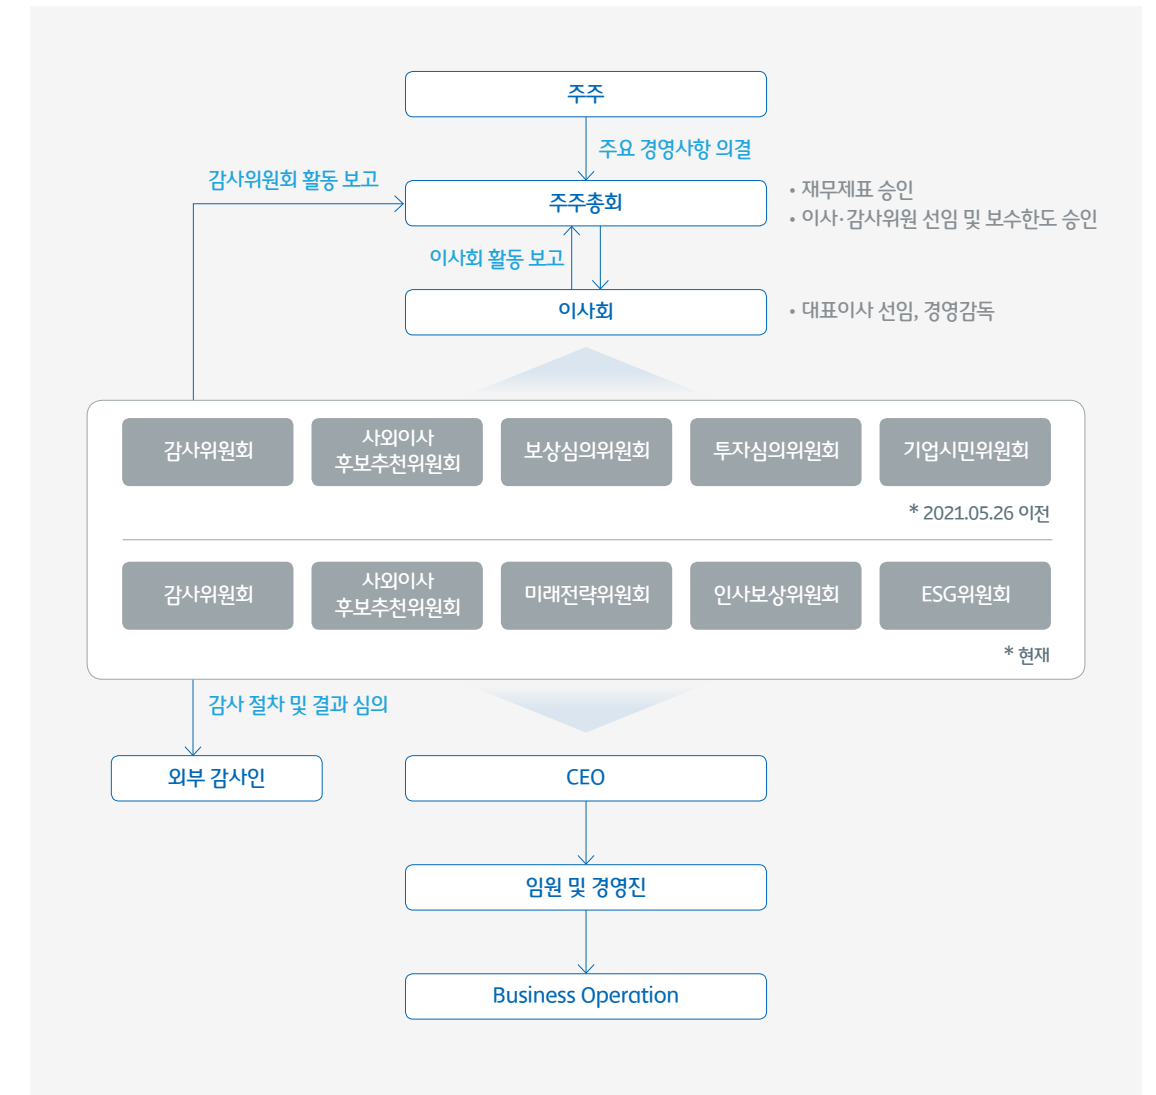 주주
주요 경영사항 의결
감사위원회 활동 보고
주주총회
• 재무제표 승인
• 이사·감사위원 선임 및 보수한도 승인
이사회 활동 보고
이사회
• 대표이사 선임, 경영감독
감사위원회
사외이사
후보추천위원회
보상심의위원회
투자심의위원회
기업시민위원회
* 2021.05.26 이전
감사위원회
사외이사
후보추천위원회
미래전략위원회
인사보상위원회
ESG위원회
* 현재
감사 절차 및 결과 심의
외부 감사인
CEO
임원 및 경영진
Business Operation